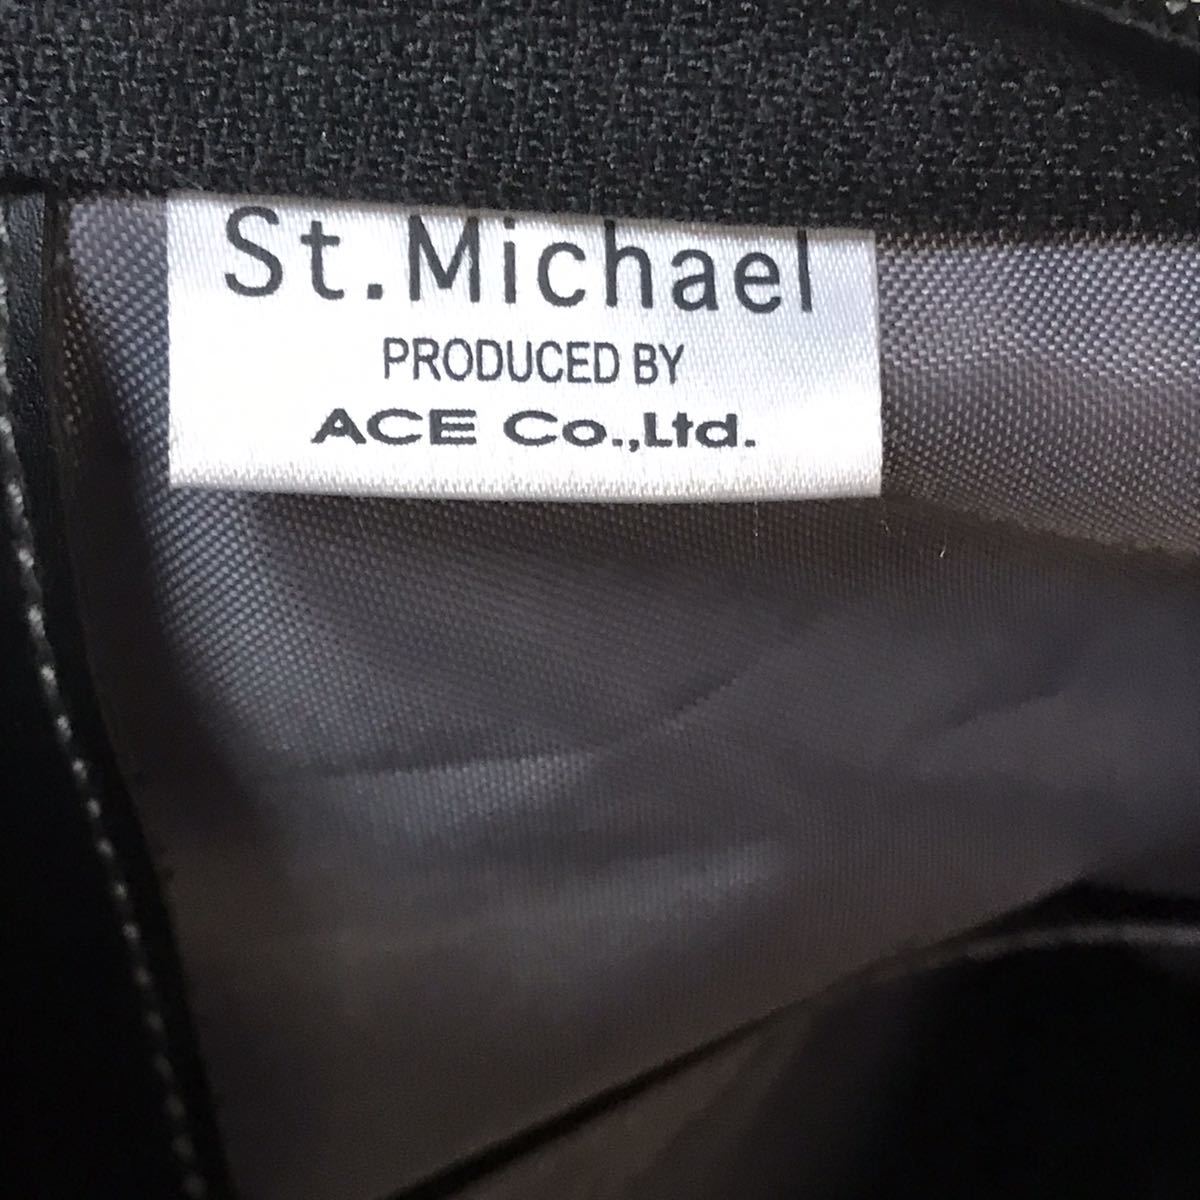 St.Michael
PRODUCED BY
ACE Co.,Ltd.